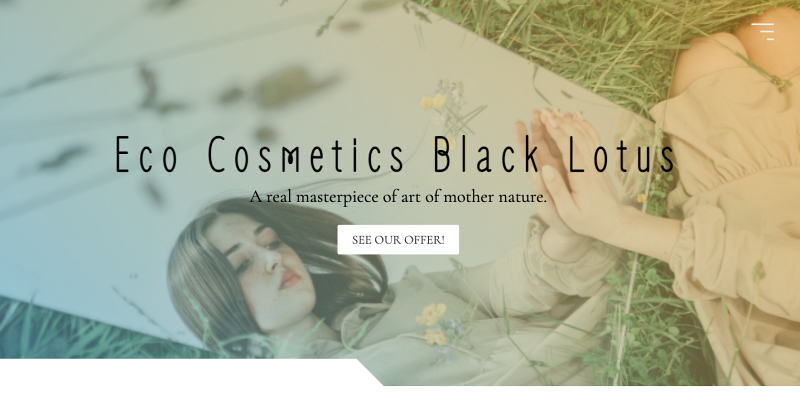 Eco Cosmetics Black Lotus
A real masterpiece of art of mother nature.
SEE OUR OFFER!